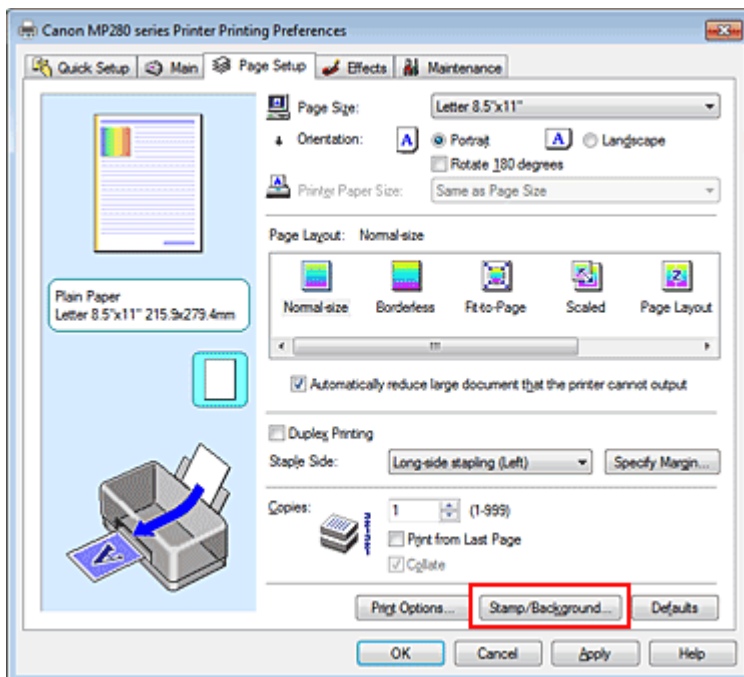 Canon MP280 series Printer Printing Preferences
Quick Setup Main Page Setup Effects Maintenance
Page Size: Letter 8.5"x11"
Orientation: A Portrait A Landscape
Rotate 180 degrees
Printer Paper Size: Same as Page Size
Page Layout: Normal-size
Normal-size Borderless Fit-to-Page Scaled Page Layout
Plain Paper
Letter 8.5"x11" 215.9x279.4mm
Automatically reduce large document that the printer cannot output
Duplex Printing
Staple Side: Long-side stapling (Left) Specify Margin...
Copies: 1 (1-999)
Print from Last Page
Collate
Print Options... Stamp/Background... Defaults
OK Cancel Apply Help